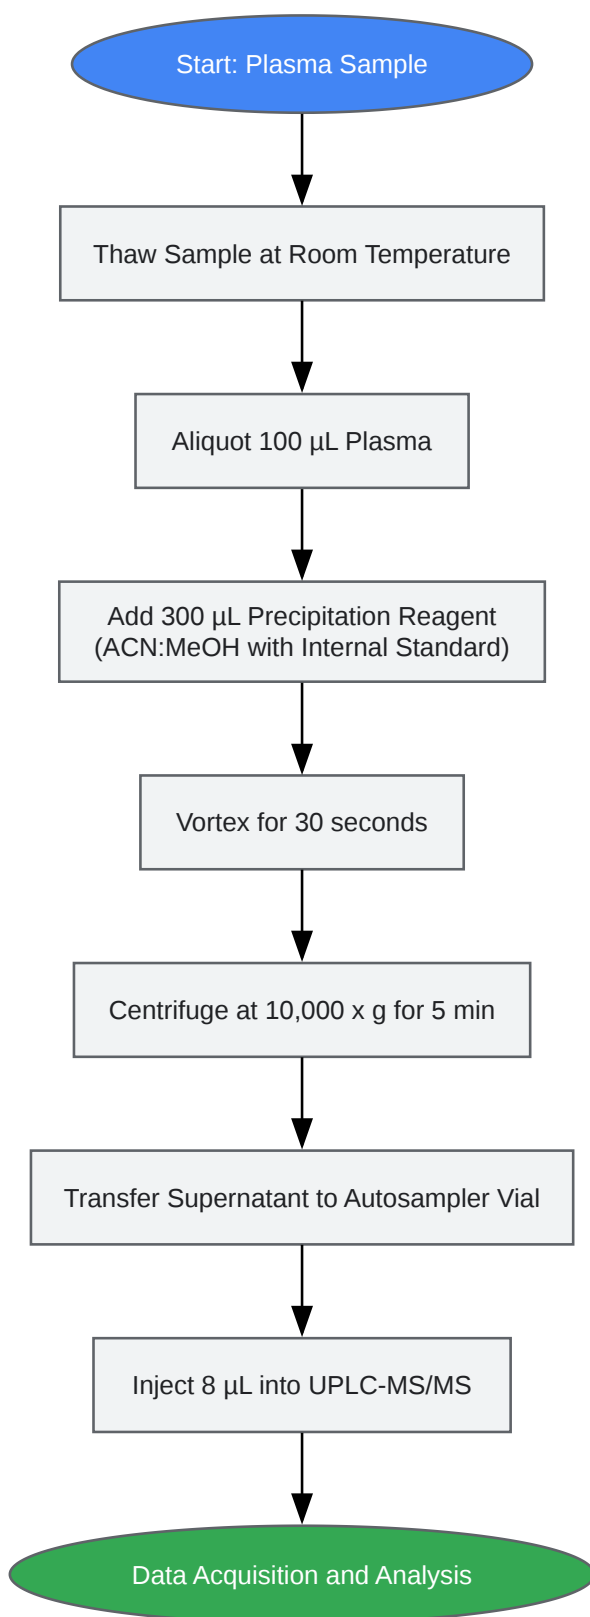 Start: Plasma Sample
Thaw Sample at Room Temperature
Aliquot 100 µL Plasma
Add 300 µL Precipitation Reagent
(ACN:MeOH with Internal Standard)
Vortex for 30 seconds
Centrifuge at 10,000 x g for 5 min
Transfer Supernatant to Autosampler Vial
Inject 8 µL into UPLC-MS/MS
Data Acquisition and Analysis